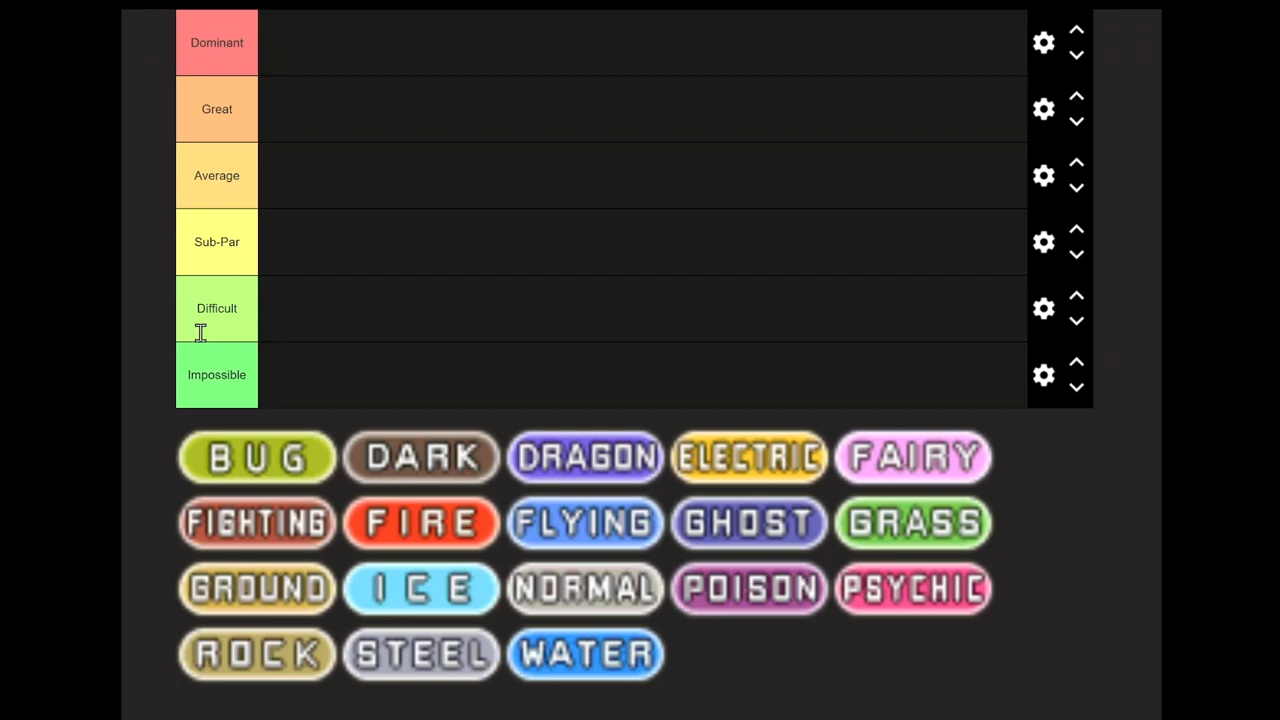 Dominant
Great
Average
Sub-Par
Difficult
Impossible
BUG DARK DRAGON ELECTRIC FAIRY
FIGHTING FIRE FLYING GHOST GRASS
GROUND ICE NORMAL POISON PSYCHIC
ROCK STEEL WATER